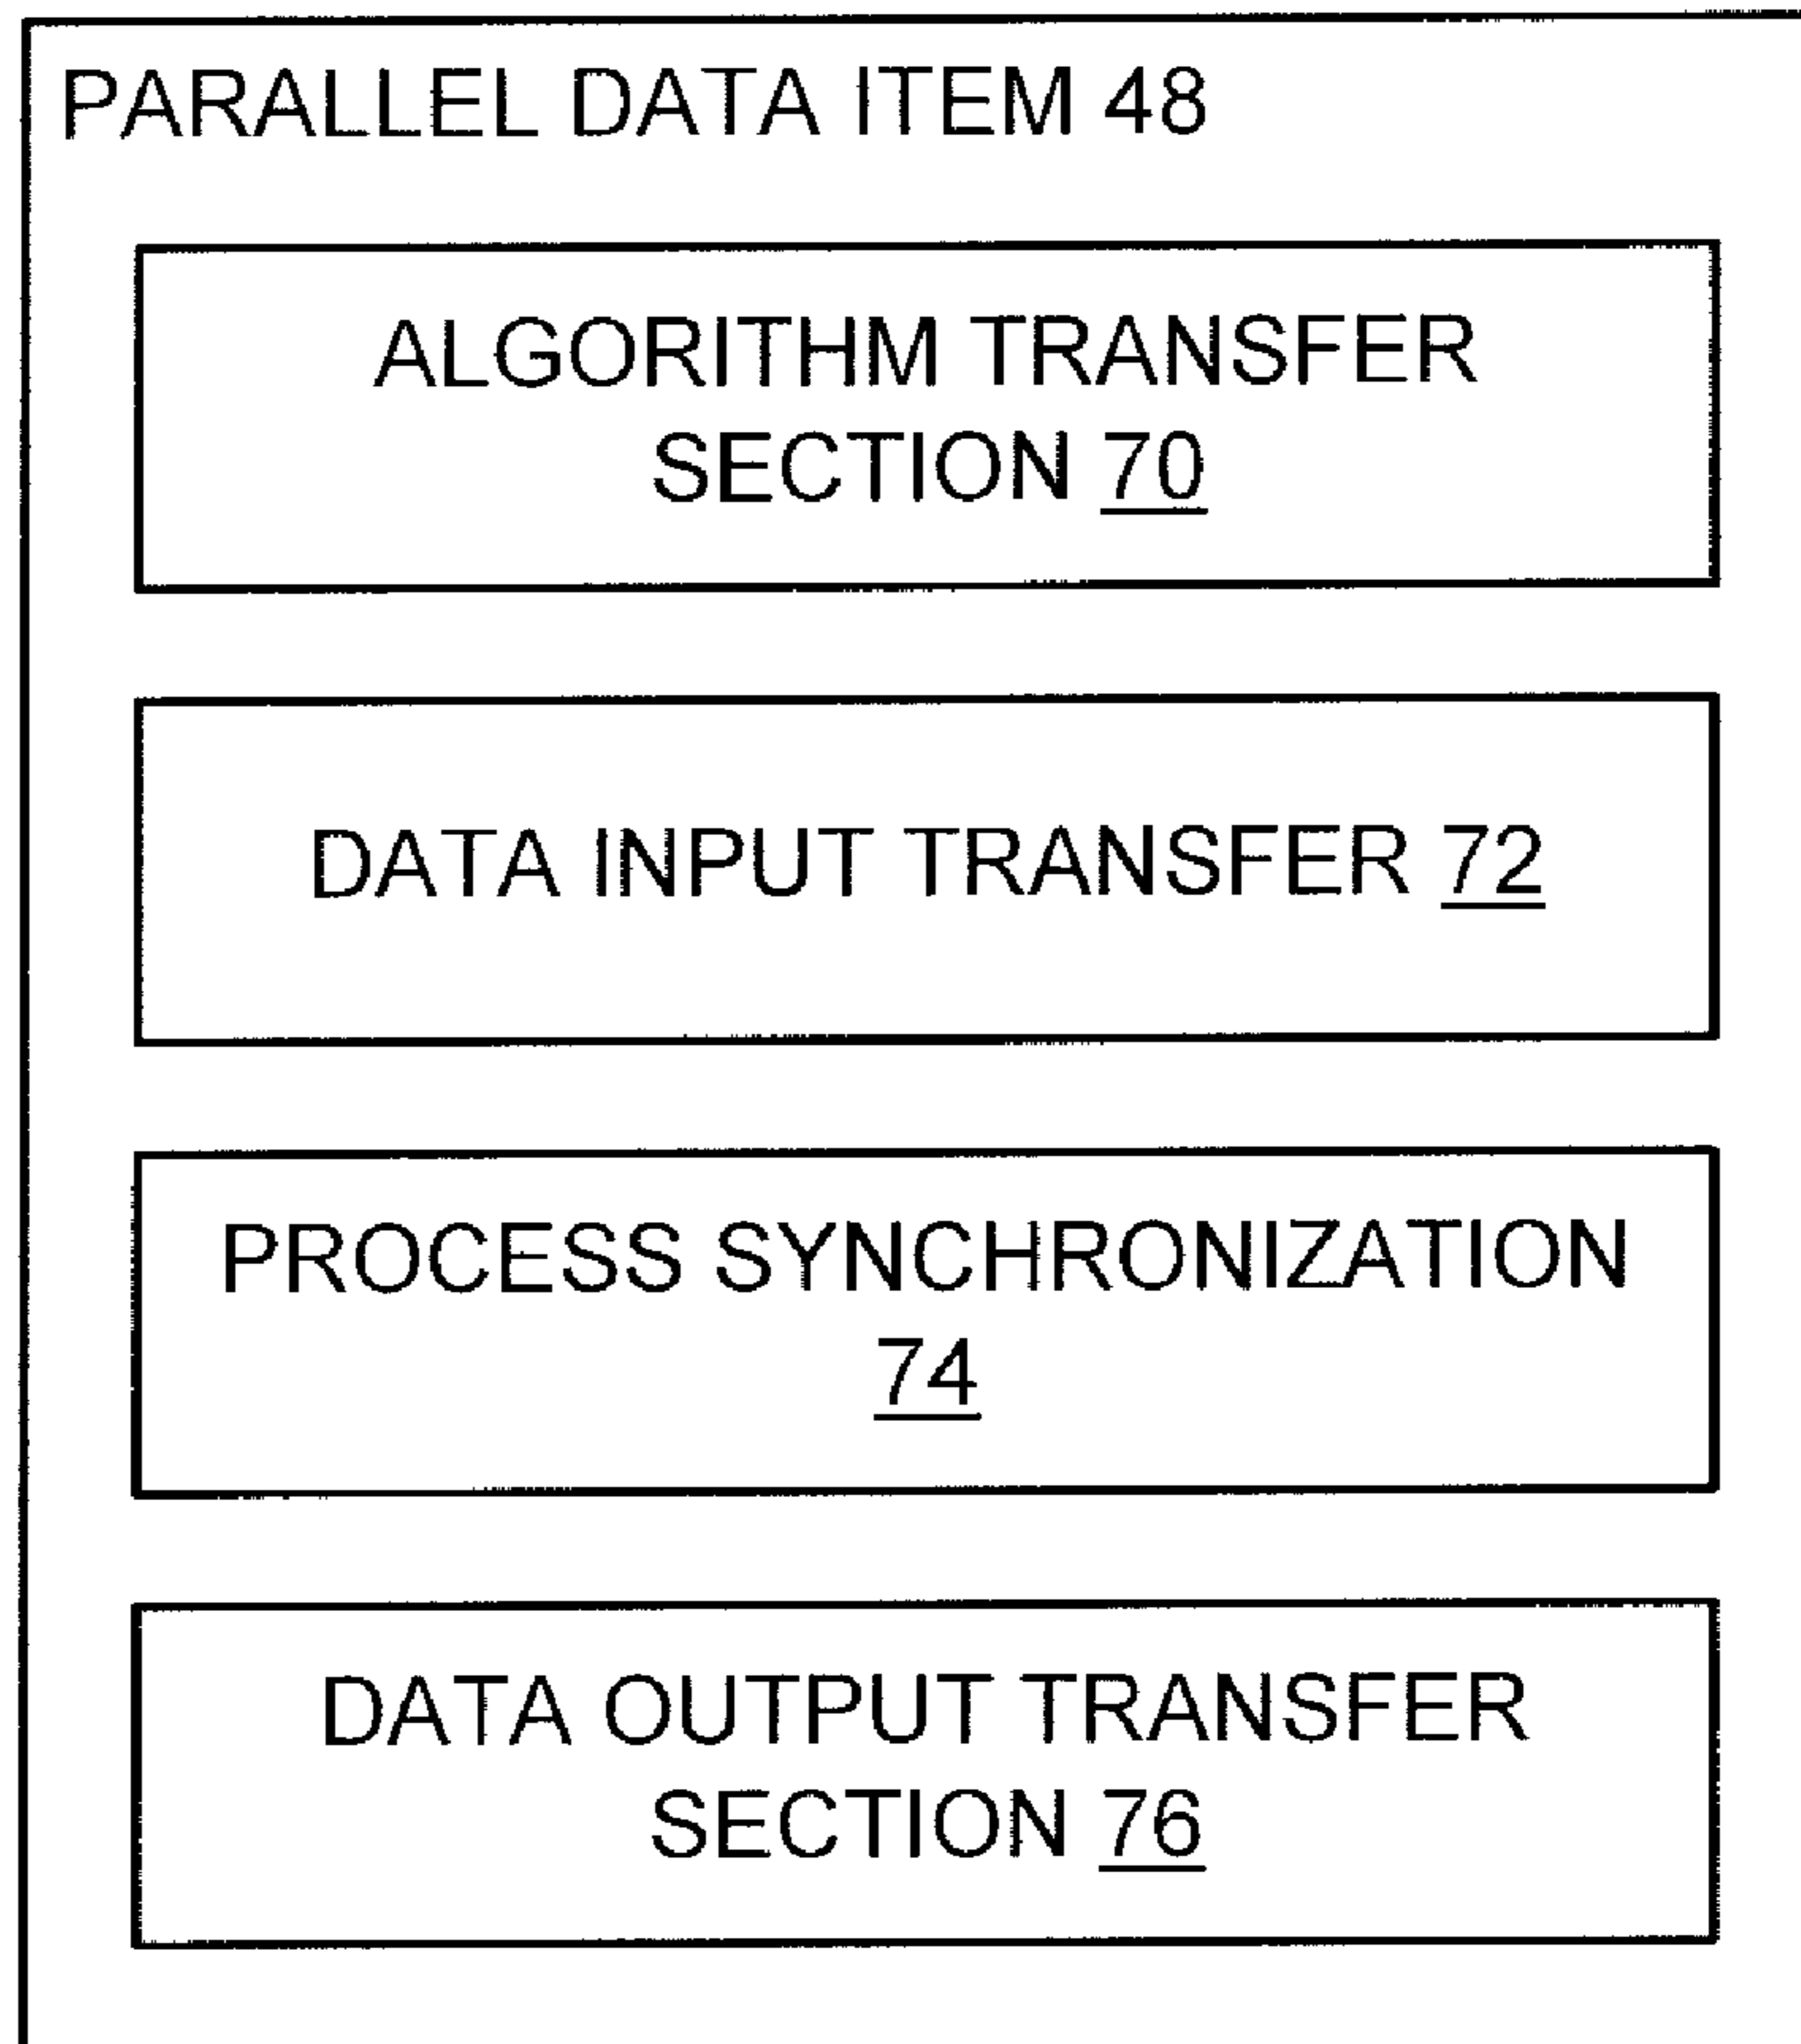 PARALLEL DATA ITEM 48
ALGORITHM TRANSFER
SECTION 70
DATA INPUT TRANSFER 72
PROCESS SYNCHRONIZATION
74
DATA OUTPUT TRANSFER
SECTION 76